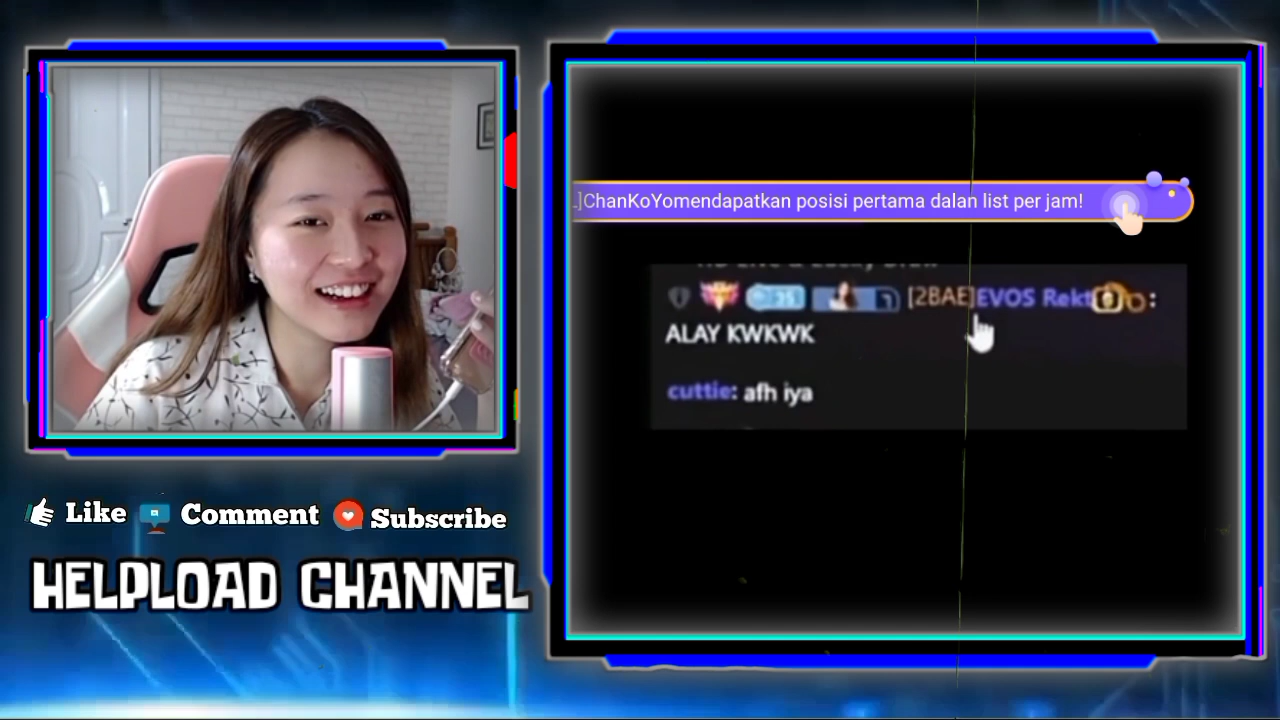 ]ChanKoYomendapatkan posisi pertama dalan list per jam!
[2BAE]EVOS Rekt :
ALAY KWKWK
cuttie: afh iya
Like Comment Subscribe
HELPLOAD CHANNEL